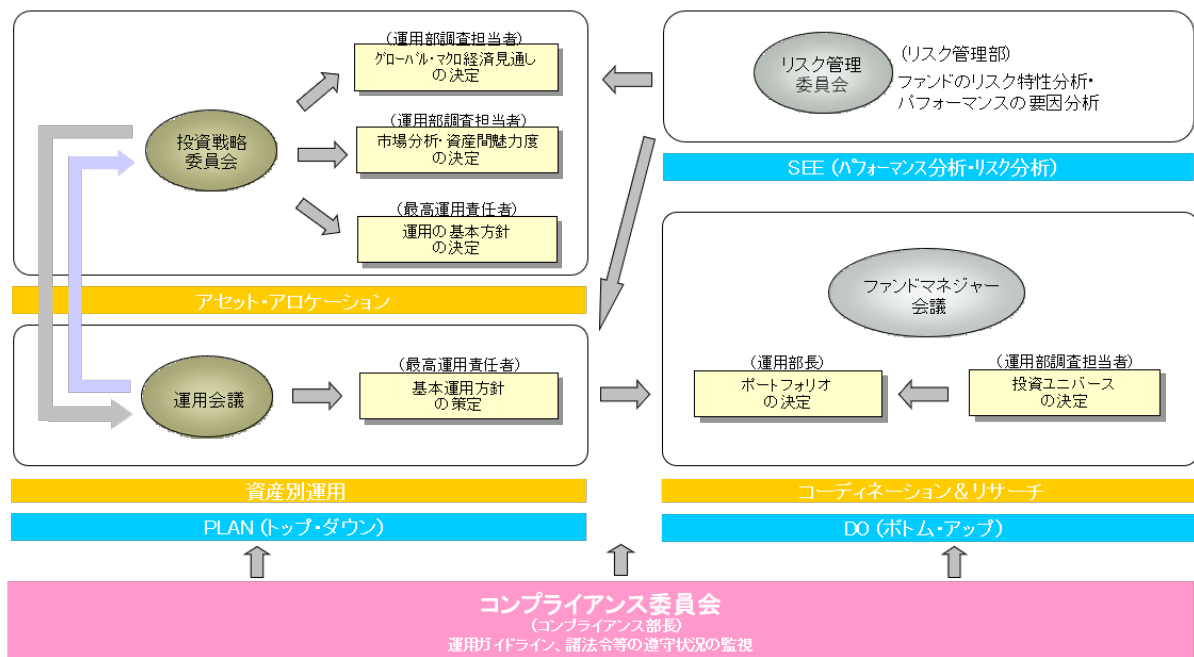 (運用部調査担当者)
グローバル・マクロ経済見通し
の決定
投資戦略
委員会
(運用部調査担当者)
市場分析・資産間魅力度
の決定
(最高運用責任者)
運用の基本方針
の決定
アセット・アロケーション
リスク管理
委員会
(リスク管理部)
ファンドのリスク特性分析・
パフォーマンスの要因分析
SEE (パフォーマンス分析・リスク分析)
運用会議
(最高運用責任者)
基本運用方針
の策定
資産別運用
PLAN (トップ・ダウン)
ファンドマネジャー
会議
(運用部長)
ポートフォリオ
の決定
(運用部調査担当者)
投資ユニバース
の決定
コーディネーション＆リサーチ
DO (ボトム・アップ)
コンプライアンス委員会
(コンプライアンス部長)
運用ガイドライン、諸法令等の遵守状況の監視